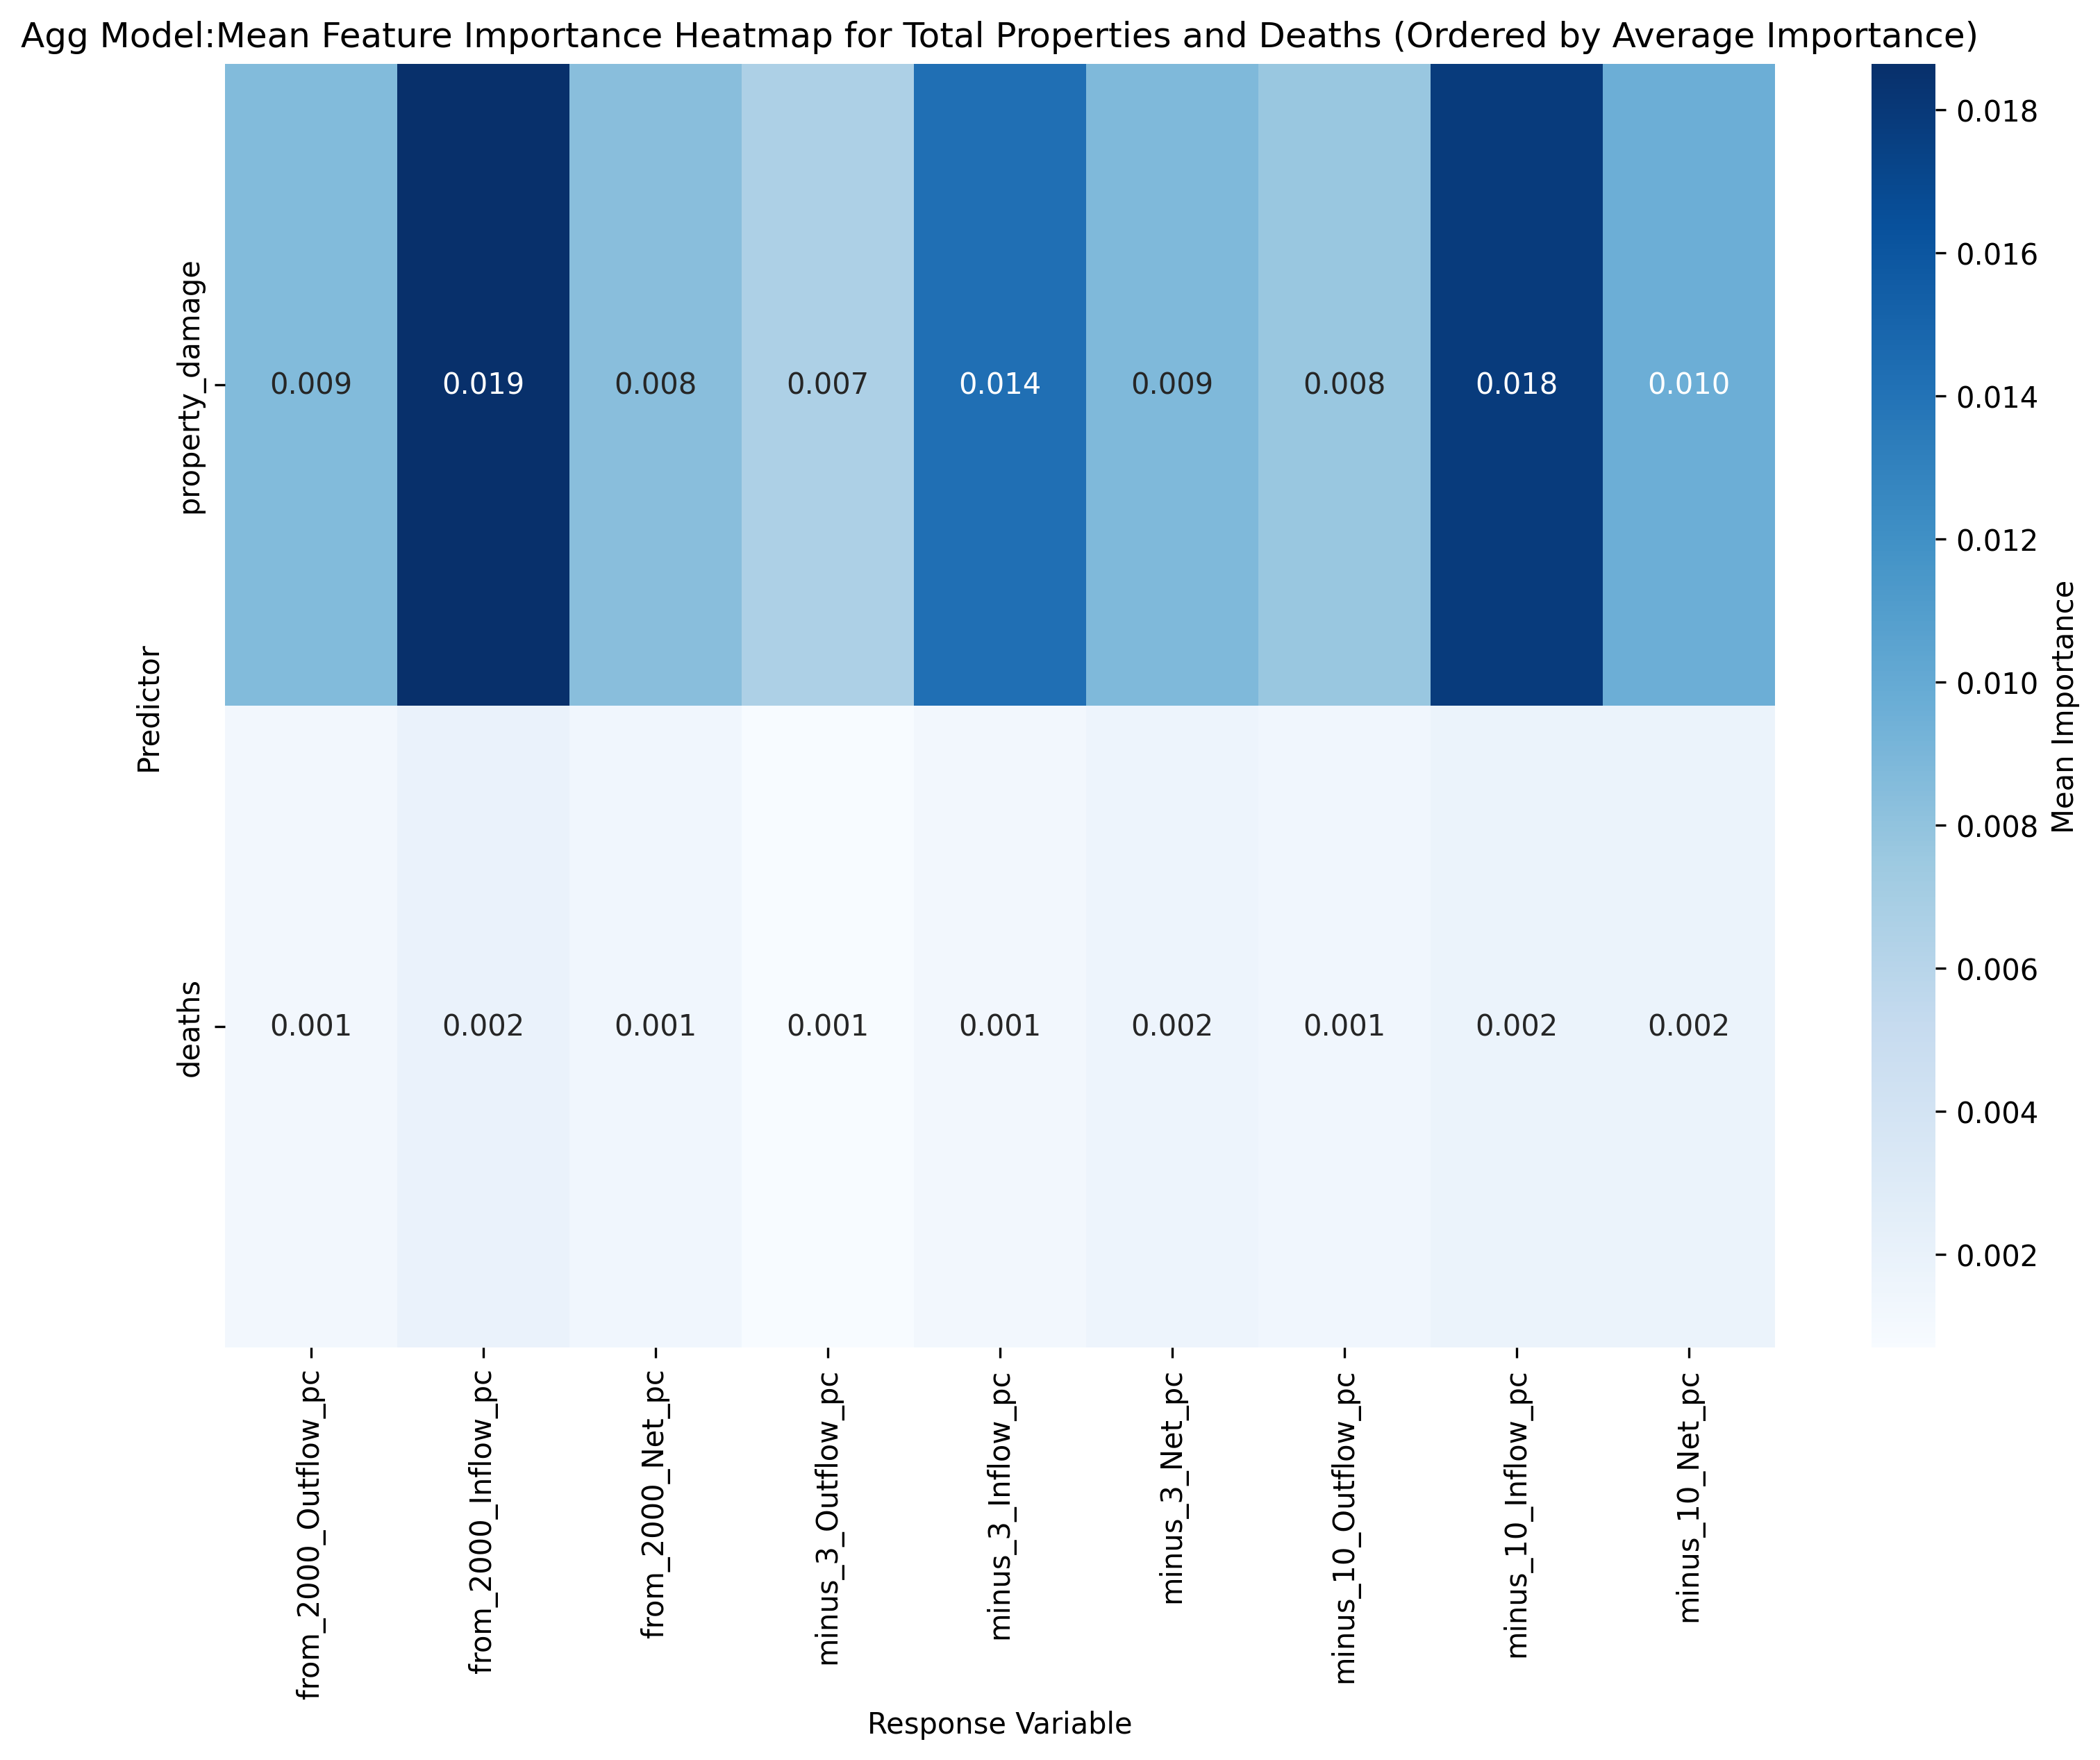 Agg Model:Mean Feature Importance Heatmap for Total Properties and Deaths (Ordered by Average Importance)
Predictor
property_damage
0.009 0.019 0.008 0.007 0.014 0.009 0.008 0.018 0.010
deaths
0.001 0.002 0.001 0.001 0.001 0.002 0.001 0.002 0.002
from_2000_Outflow_pc
from_2000_Inflow_pc
from_2000_Net_pc
minus_3_Outflow_pc
minus_3_Inflow_pc
minus_3_Net_pc
minus_10_Outflow_pc
minus_10_Inflow_pc
minus_10_Net_pc
Response Variable
0.018
0.016
0.014
0.012
0.010
0.008
0.006
0.004
0.002
Mean Importance